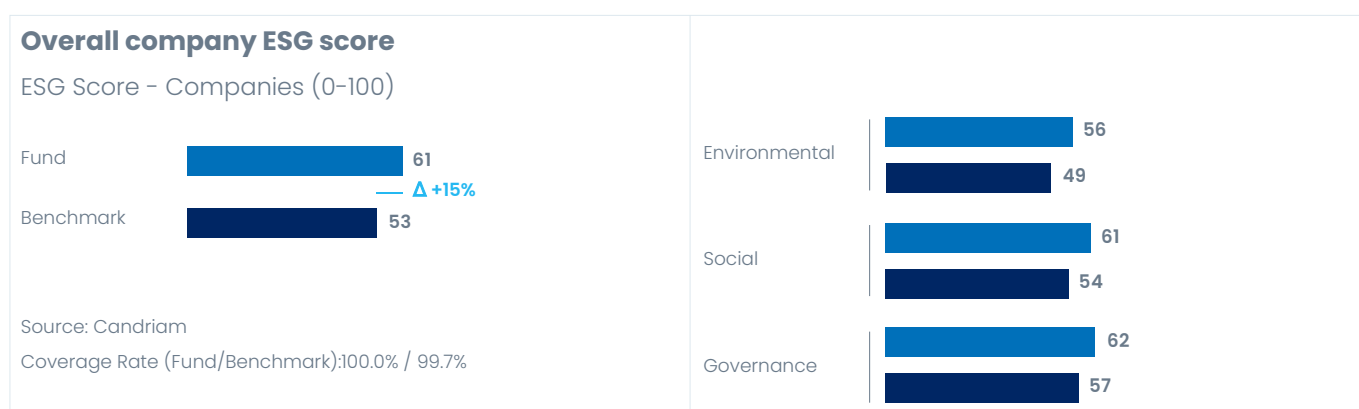 Overall company ESG score
ESG Score - Companies (0-100)
Fund
61
Δ +15%
Benchmark
53
Source: Candriam
Coverage Rate (Fund/Benchmark):100.0% / 99.7%
Environmental
56
49
Social
61
54
Governance
62
57